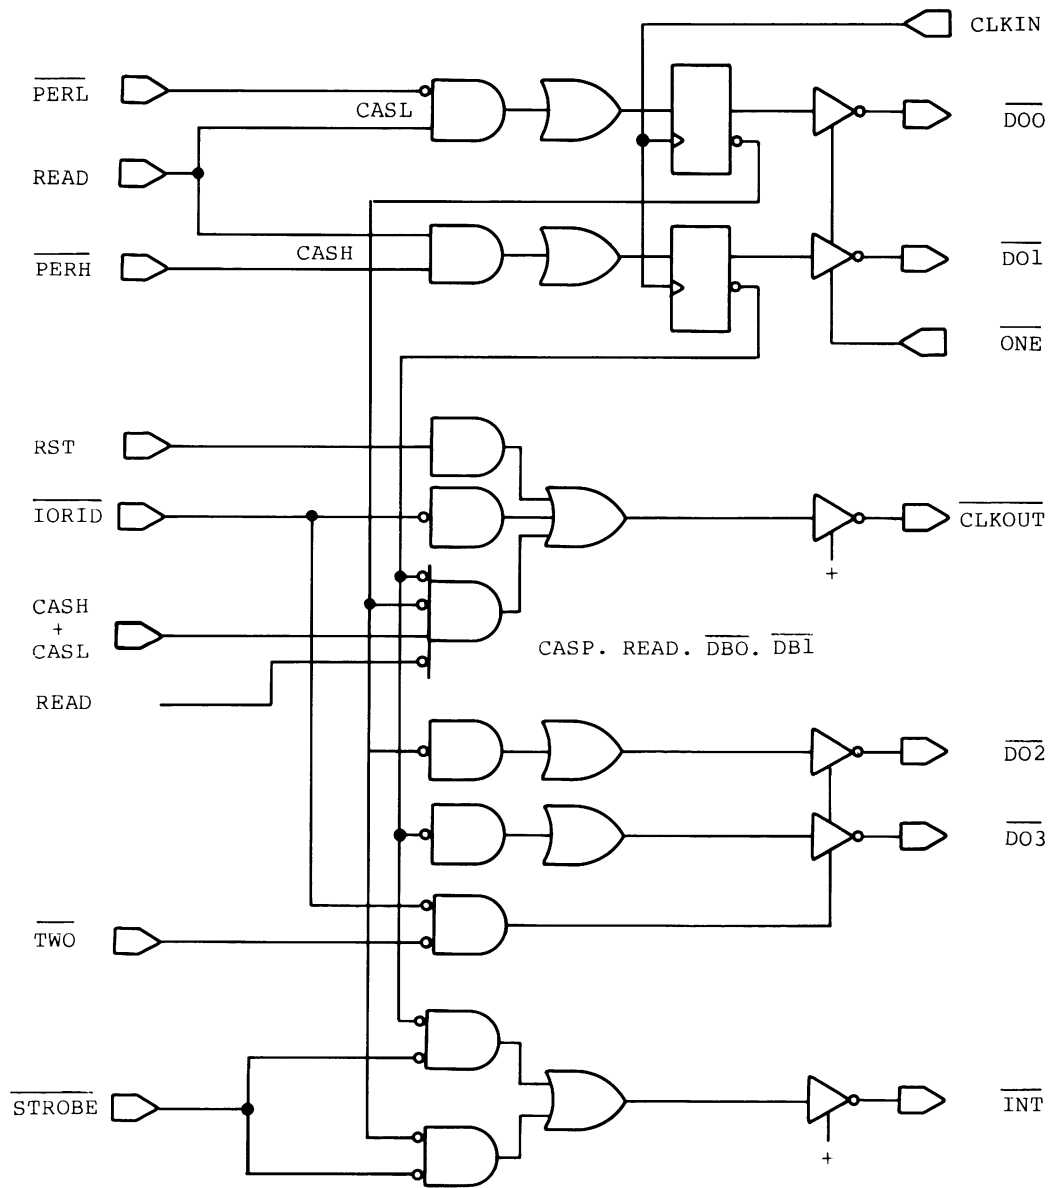 CLKIN
PERL
CASL
DOO
READ
CASH
PERH
DO1
ONE
RST
IORID
CLKOUT
+
CASH
+
CASL
CASP. READ. DBO. DB1
READ
DO2
DO3
TWO
STROBE
INT
+